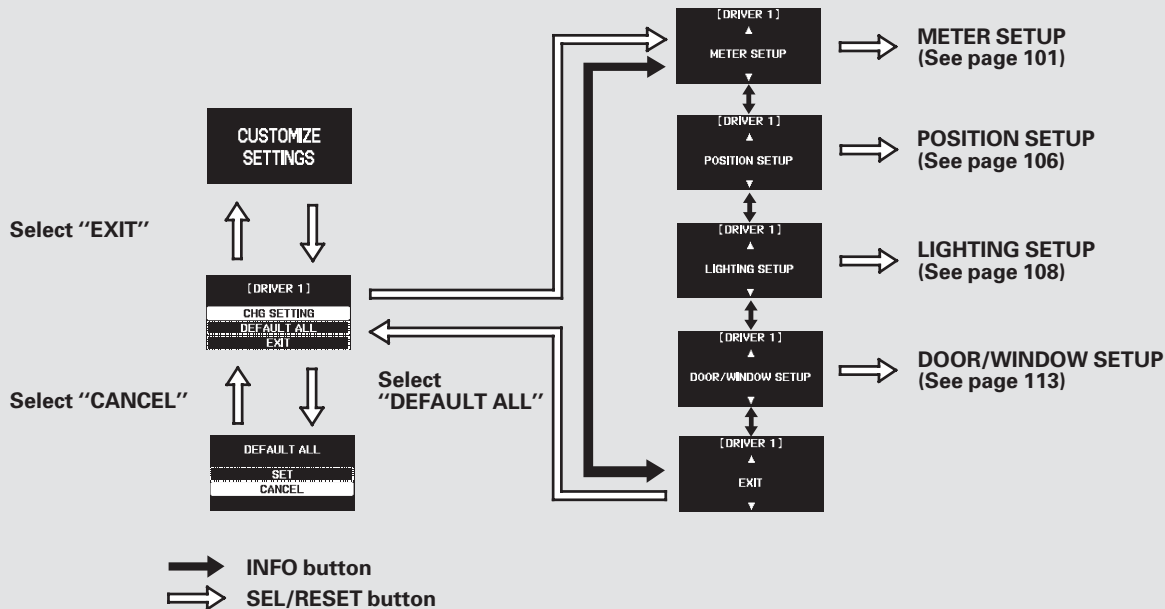 CUSTOMIZE
SETTINGS
Select "EXIT"
[DRIVER 1]
CHG SETTING
DEFAULT ALL
EXIT
Select "CANCEL"
Select
"DEFAULT ALL"
DEFAULT ALL
SET
CANCEL
[DRIVER 1]
▲
METER SETUP
▼
METER SETUP
(See page 101)
[DRIVER 1]
▲
POSITION SETUP
▼
POSITION SETUP
(See page 106)
[DRIVER 1]
▲
LIGHTING SETUP
▼
LIGHTING SETUP
(See page 108)
[DRIVER 1]
▲
DOOR/WINDOW SETUP
▼
DOOR/WINDOW SETUP
(See page 113)
[DRIVER 1]
▲
EXIT
▼
INFO button
SEL/RESET button